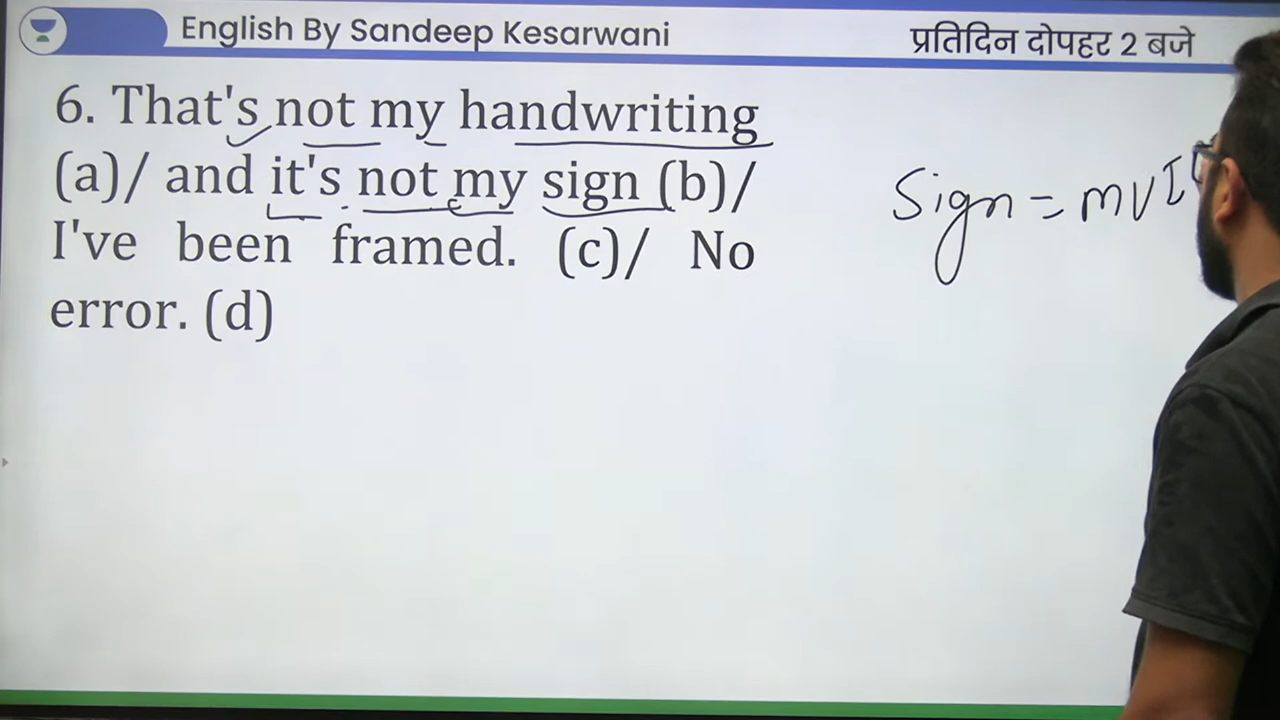 English By Sandeep Kesarwani
प्रतिदिन दोपहर 2 बजे
6. That's not my handwriting
(a)/ and it's not my sign (b)/
I've been framed. (c)/ No
error. (d)
Sign = MV I